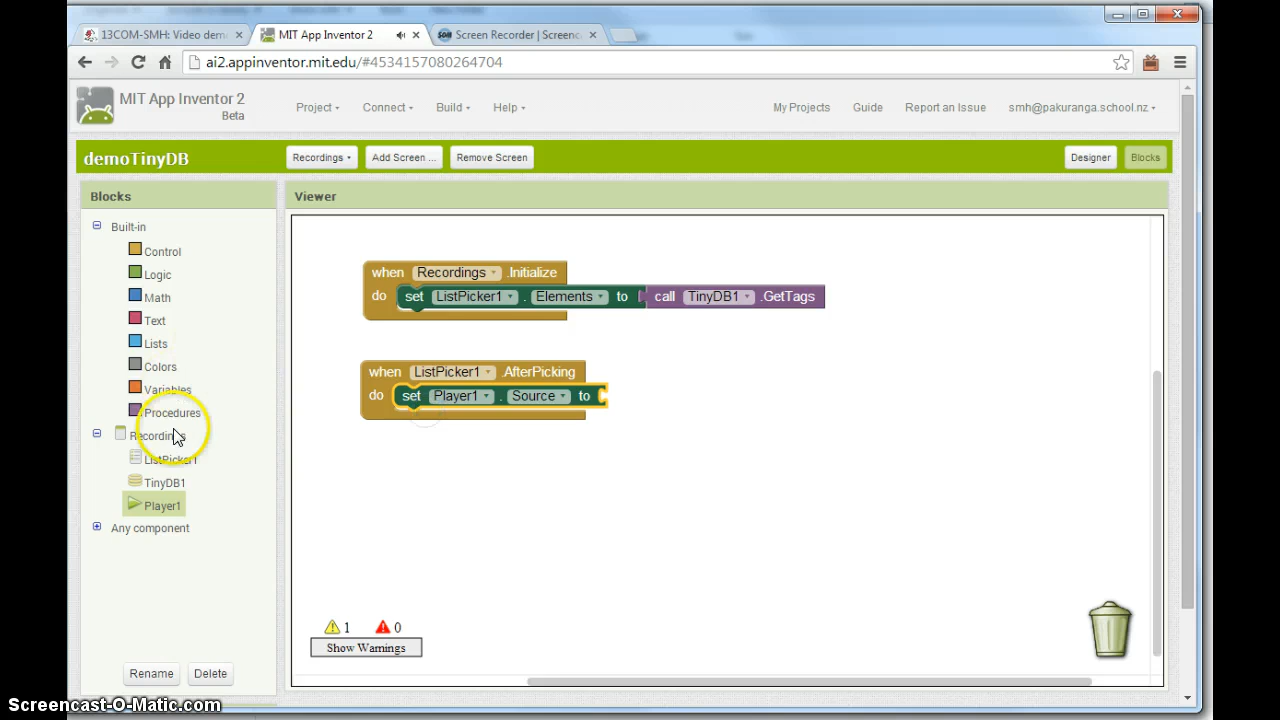 13COM-SMH: Video dem
MIT App Inventor 2
Screen Recorder | Screenc
ai2.appinventor.mit.edu/#4534157080264704
MIT App Inventor 2
Beta
Project
Connect
Build
Help
My Projects
Guide
Report an Issue
smh@pakuranga.school.nz
demoTinyDB
Recordings
Add Screen ...
Remove Screen
Designer
Blocks
Blocks
Viewer
Built-in
Control
Logic
Math
Text
Lists
Colors
Variables
Procedures
Recordings
ListPicker1
TinyDB1
Player1
Any component
Rename
Delete
when Recordings .Initialize
do set ListPicker1 . Elements to call TinyDB1 .GetTags
when ListPicker1 .AfterPicking
do set Player1 . Source to
1 0
Show Warnings
Screencast-O-Matic.com